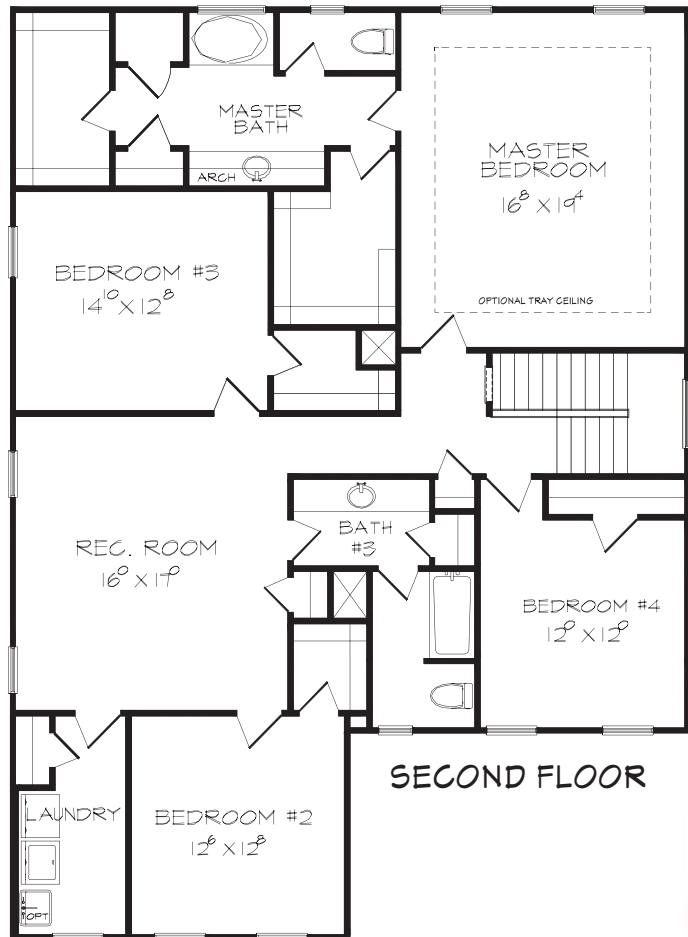 MASTER
BATH
ARCH
MASTER
BEDROOM
16⁸ X 19⁴
OPTIONAL TRAY CEILING
BEDROOM #3
14¹⁰ X 12⁸
BATH
#3
REC. ROOM
16⁰ X 17⁰
BEDROOM #4
12⁰ X 12⁰
SECOND FLOOR
LAUNDRY
BEDROOM #2
12⁶ X 12⁸
OPT